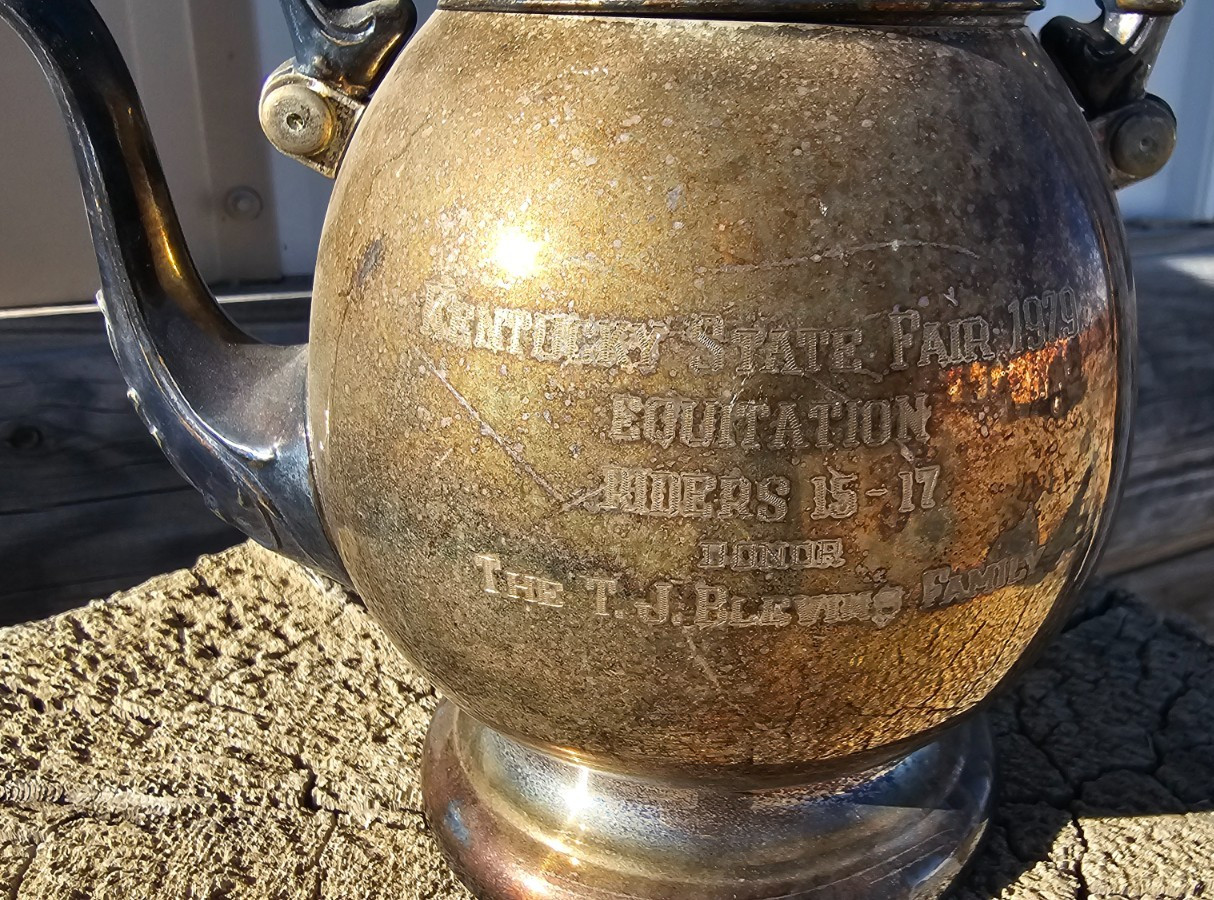 KENTUCKY STATE FAIR 1979
EQUITATION
RIDERS 15-17
DONOR
THE T. J. BLEVINS FAMILY